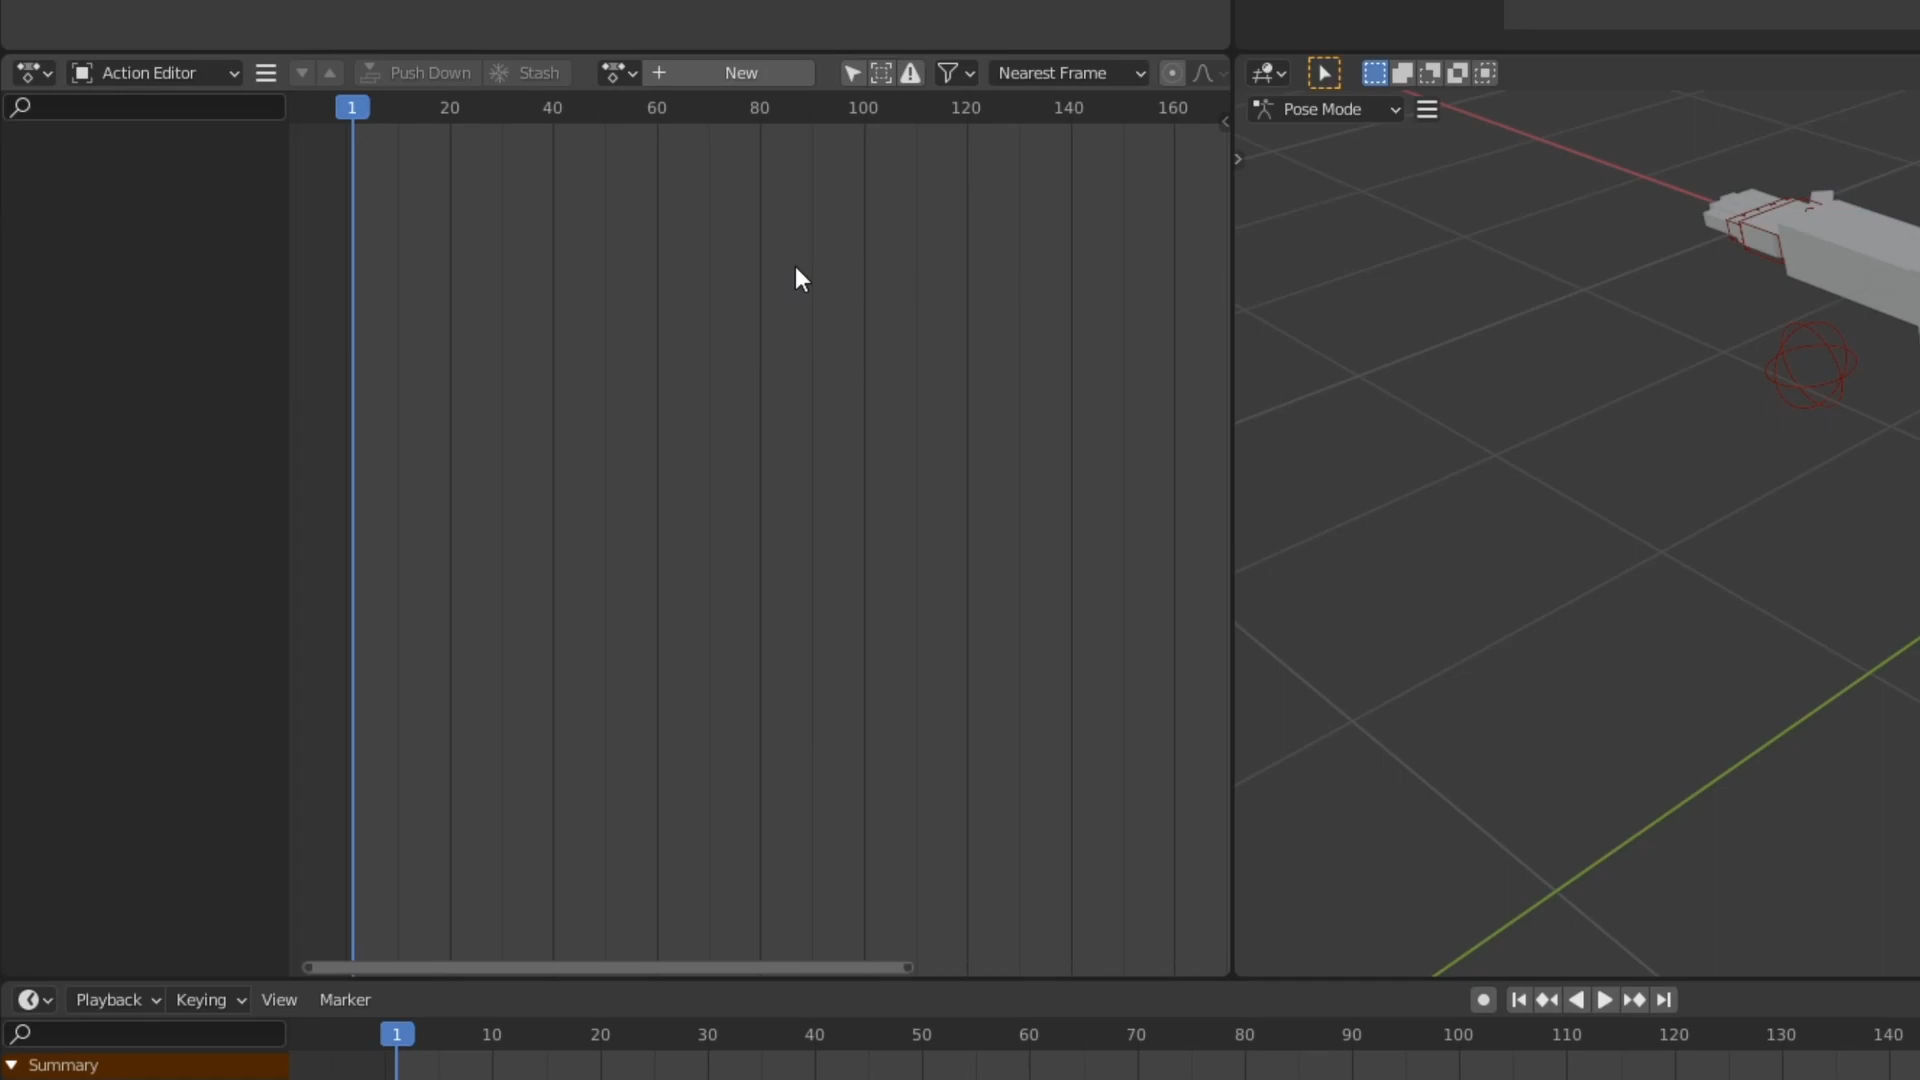 Action Editor Push Down Stash New Nearest Frame
1 20 40 60 80 100 120 140 160
Pose Mode
Playback Keying View Marker
1 10 20 30 40 50 60 70 80 90 100 110 120 130 140
Summary